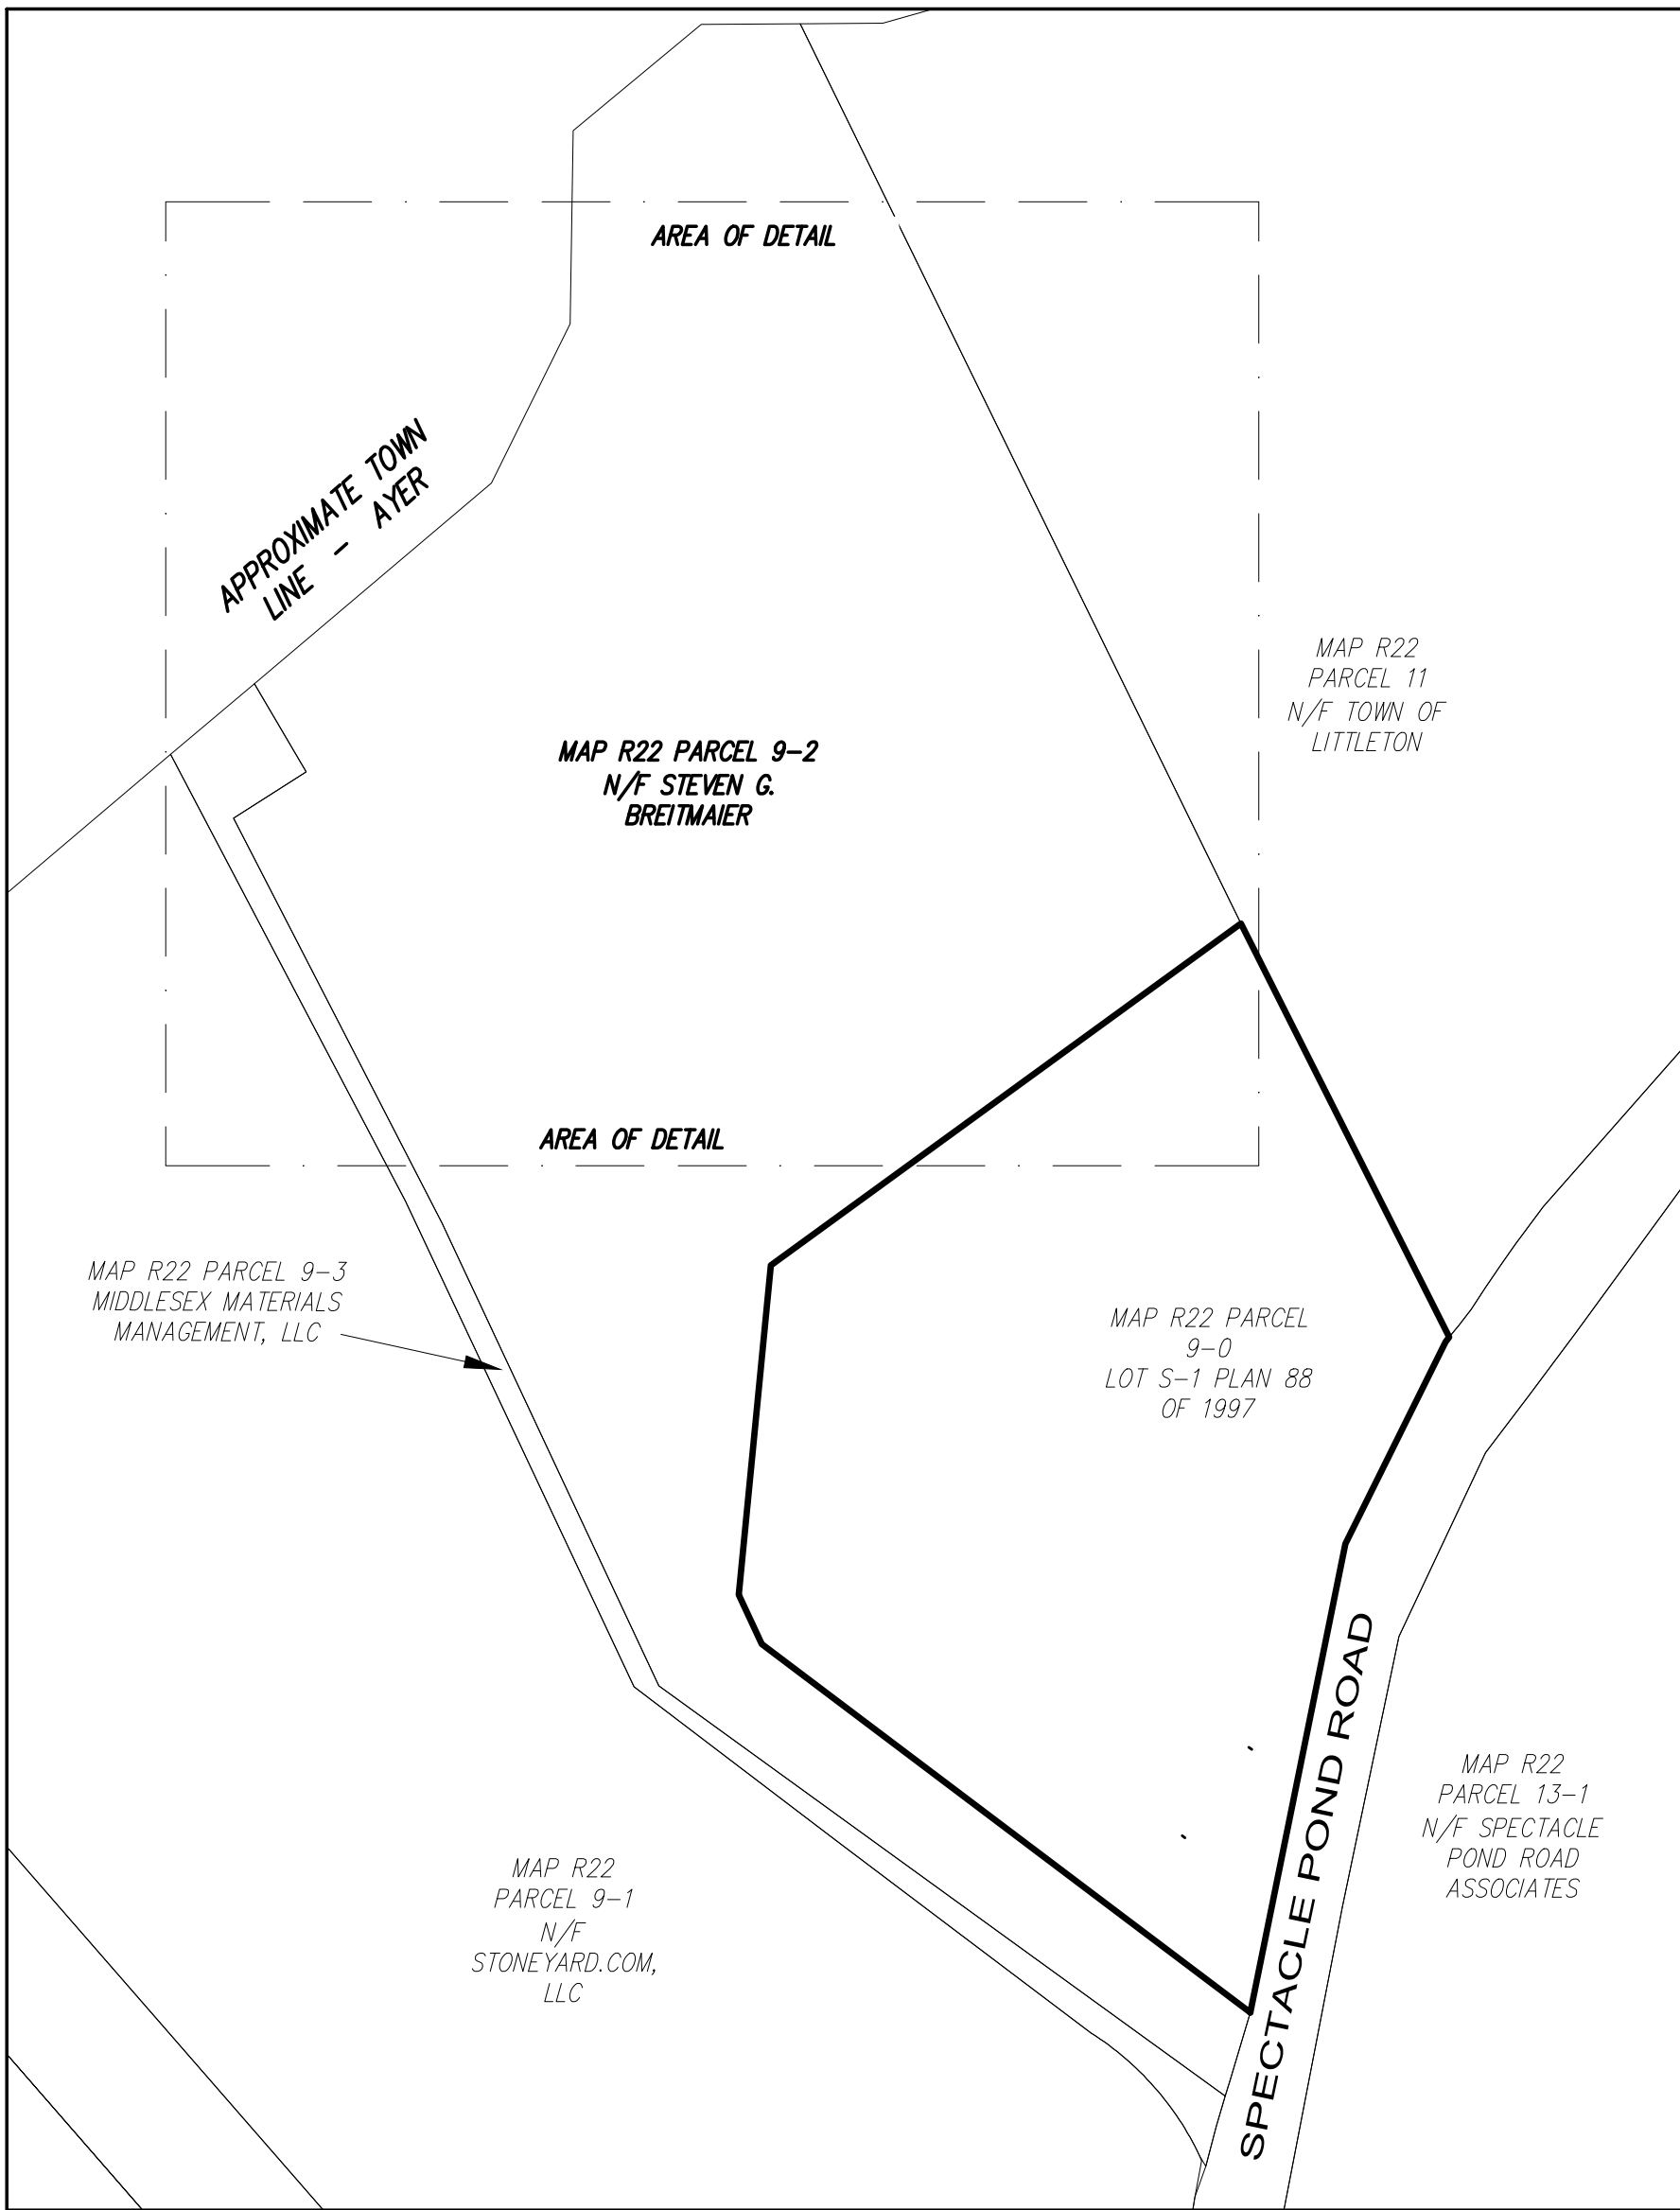 AREA OF DETAIL
APPROXIMATE TOWN
LINE - AYER
MAP R22
PARCEL 11
N/F TOWN OF
LITTLETON
MAP R22 PARCEL 9-2
N/F STEVEN G.
BREITMAIER
AREA OF DETAIL
MAP R22 PARCEL 9-3
MIDDLESEX MATERIALS
MANAGEMENT, LLC
MAP R22 PARCEL
9-0
LOT S-1 PLAN 88
OF 1997
SPECTACLE POND ROAD
MAP R22
PARCEL 13-1
N/F SPECTACLE
POND ROAD
ASSOCIATES
MAP R22
PARCEL 9-1
N/F
STONEYARD.COM,
LLC